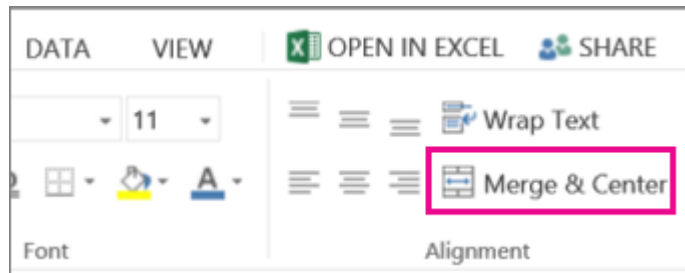 DATA VIEW OPEN IN EXCEL SHARE
11 Wrap Text
A Merge & Center
Font Alignment